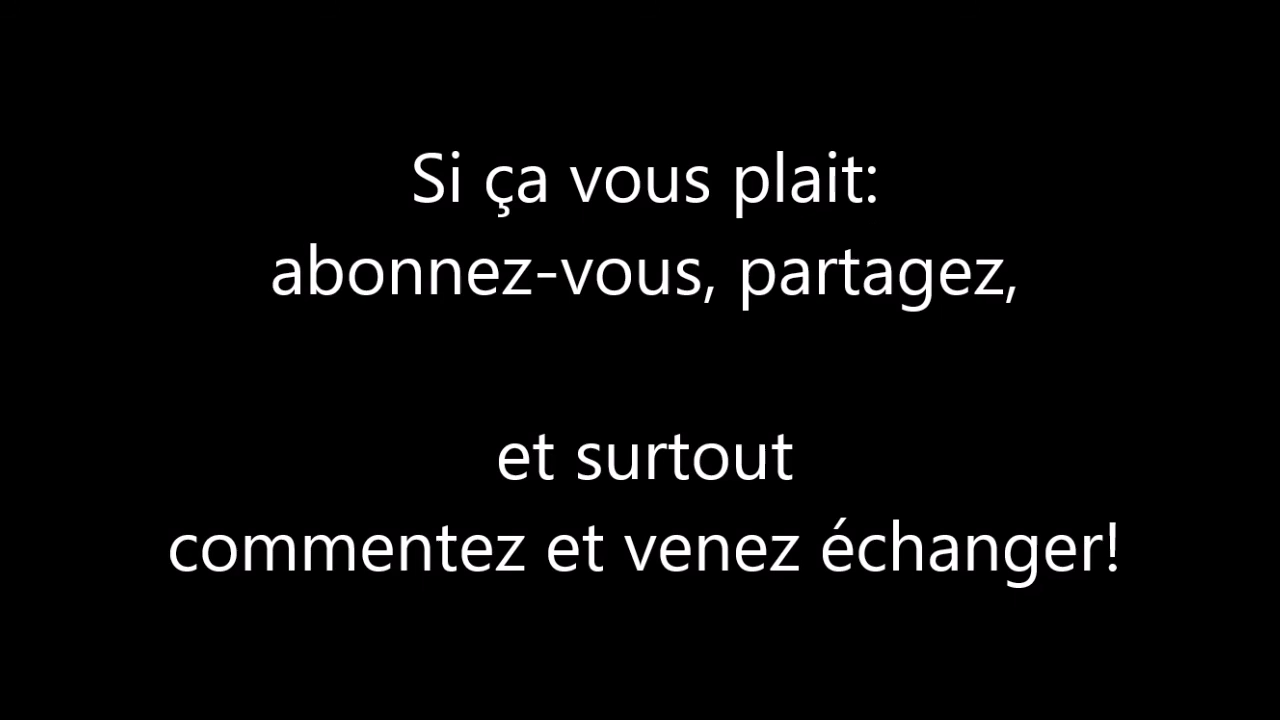 Si ça vous plait:
abonnez-vous, partagez,
et surtout
commentez et venez échanger!